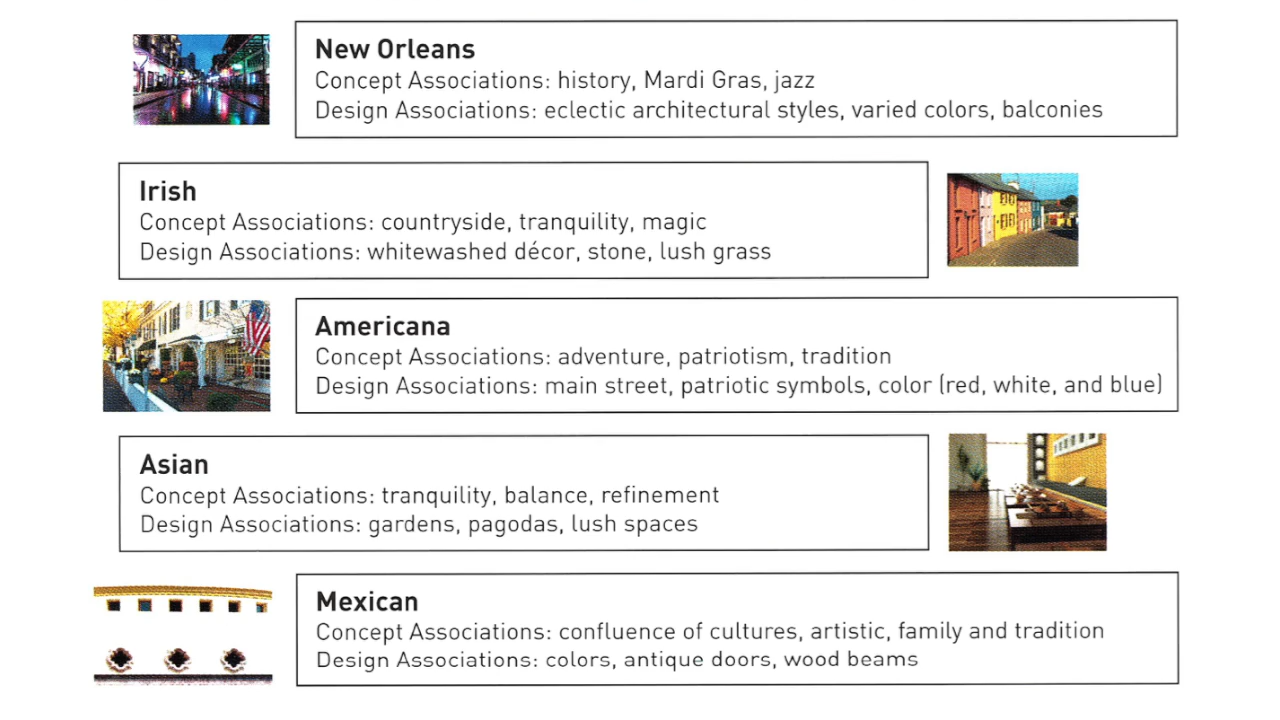 New Orleans
Concept Associations: history, Mardi Gras, jazz
Design Associations: eclectic architectural styles, varied colors, balconies
Irish
Concept Associations: countryside, tranquility, magic
Design Associations: whitewashed décor, stone, lush grass
Americana
Concept Associations: adventure, patriotism, tradition
Design Associations: main street, patriotic symbols, color (red, white, and blue)
Asian
Concept Associations: tranquility, balance, refinement
Design Associations: gardens, pagodas, lush spaces
Mexican
Concept Associations: confluence of cultures, artistic, family and tradition
Design Associations: colors, antique doors, wood beams